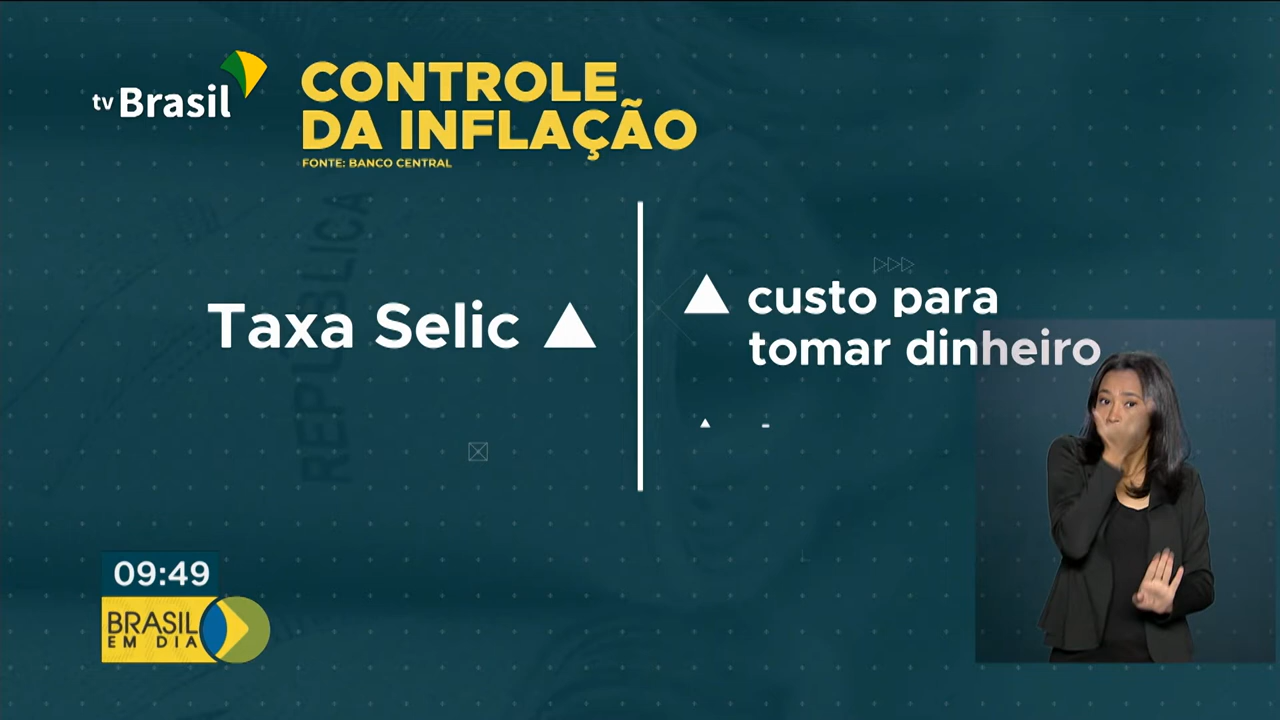 tv Brasil
CONTROLE
DA INFLAÇÃO
FONTE: BANCO CENTRAL
REPÚBLICA
Taxa Selic ▲
▲ custo para
tomar dinheiro
09:49
BRASIL
EM DIA